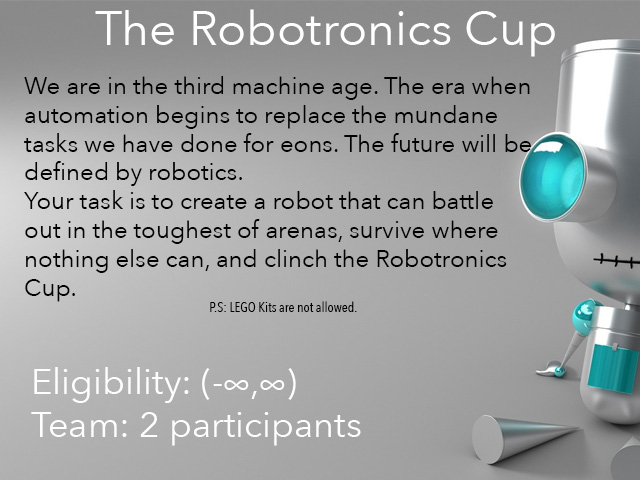 The Robotronics Cup
We are in the third machine age. The era when
automation begins to replace the mundane
tasks we have done for eons. The future will be
defined by robotics.
Your task is to create a robot that can battle
out in the toughest of arenas, survive where
nothing else can, and clinch the Robotronics
Cup.
P.S: LEGO Kits are not allowed.
Eligibility: (-∞,∞)
Team: 2 participants